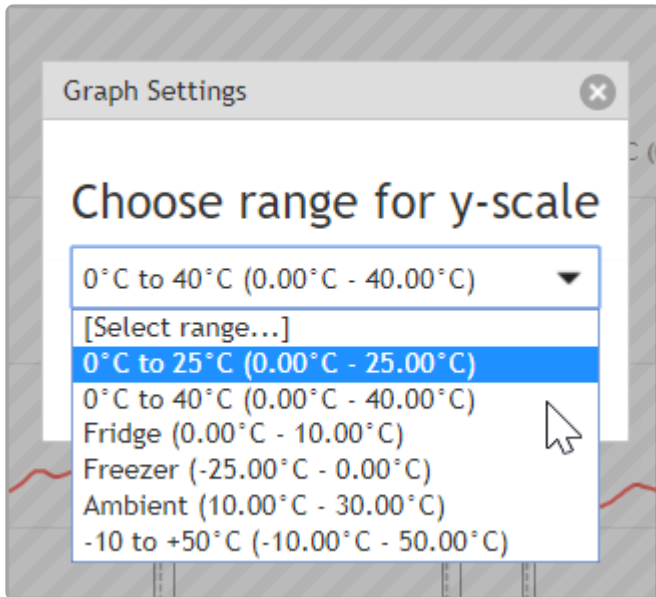 Graph Settings
C (
Choose range for y-scale
0°C to 40°C (0.00°C - 40.00°C)
[Select range...]
0°C to 25°C (0.00°C - 25.00°C)
0°C to 40°C (0.00°C - 40.00°C)
Fridge (0.00°C - 10.00°C)
Freezer (-25.00°C - 0.00°C)
Ambient (10.00°C - 30.00°C)
-10 to +50°C (-10.00°C - 50.00°C)